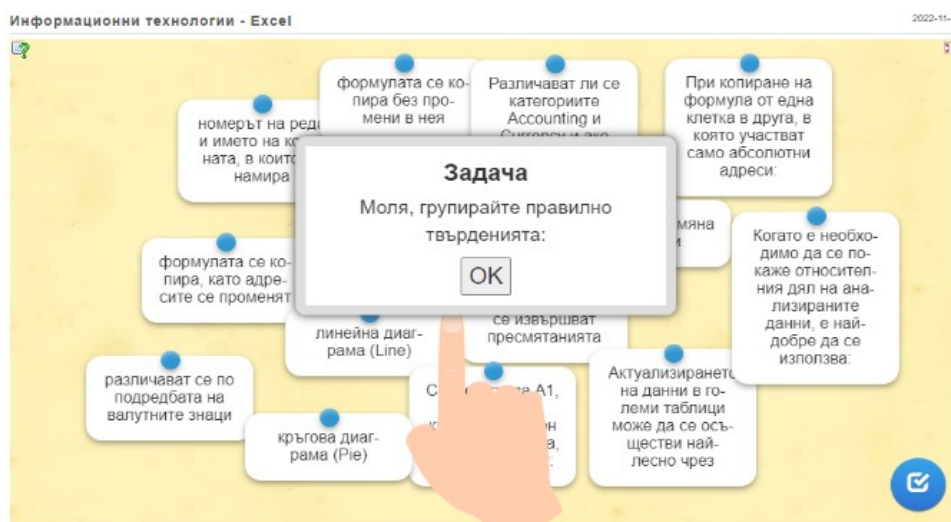 Информационни технологии - Excel
2022-11-
формулата се ко-
пира без про-
мени в нея
Различават ли се
категориите
Accounting и
Currency и ако
При копиране на
формула от една
клетка в друга, в
която участват
само абсолютни
адреси:
номерът на
и името на
ната, в
намира
Задача
Моля, групирайте правилно
твърденията:
OK
Когато е необхо-
димо да се по-
каже относител-
ния дял на ана-
лизираните
данни, е най-
добре да се
използва:
формулата се ко-
пира, като адре-
сите се променят
линейна диаг-
рама (Line)
се извършват
пресмятанията
различават се по
подредбата на
валутните знаци
кръгова диаг-
рама (Pie)
A1,
Актуализирането
на данни в го-
леми таблици
може да се осъ-
ществи най-
лесно чрез